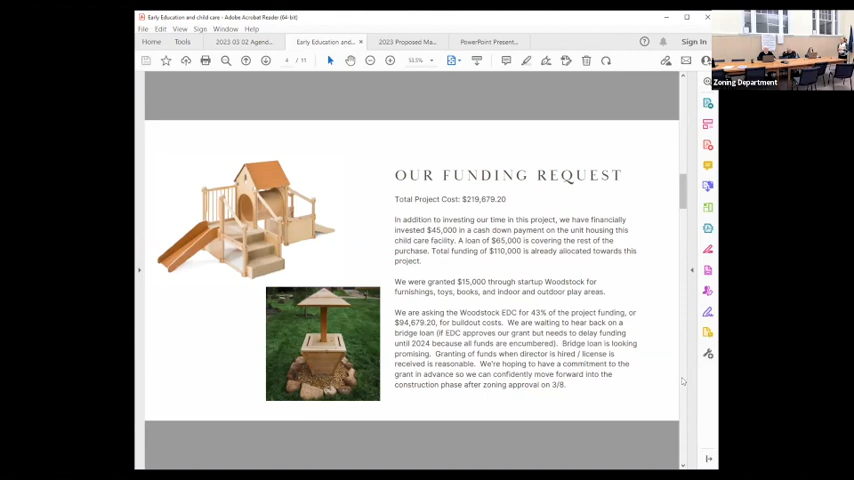 Early Education and child care - Adobe Acrobat Reader (64-bit)
File Edit View Sign Window Help
Home Tools 2023 03 02 Agend... Early Education and... × 2023 Proposed Ma... PowerPoint Present... Sign In
4 / 11 53.5%
Zoning Department
OUR FUNDING REQUEST
Total Project Cost: $219,679.20
In addition to investing our time in this project, we have financially
invested $45,000 in a cash down payment on the unit housing this
child care facility. A loan of $65,000 is covering the rest of the
purchase. Total funding of $110,000 is already allocated towards this
project.
We were granted $15,000 through startup Woodstock for
furnishings, toys, books, and indoor and outdoor play areas.
We are asking the Woodstock EDC for 43% of the project funding, or
$94,679.20, for buildout costs. We are waiting to hear back on a
bridge loan (if EDC approves our grant but needs to delay funding
until 2024 because all funds are encumbered). Bridge loan is looking
promising. Granting of funds when director is hired / license is
received is reasonable. We're hoping to have a commitment to the
grant in advance so we can confidently move forward into the
construction phase after zoning approval on 3/8.